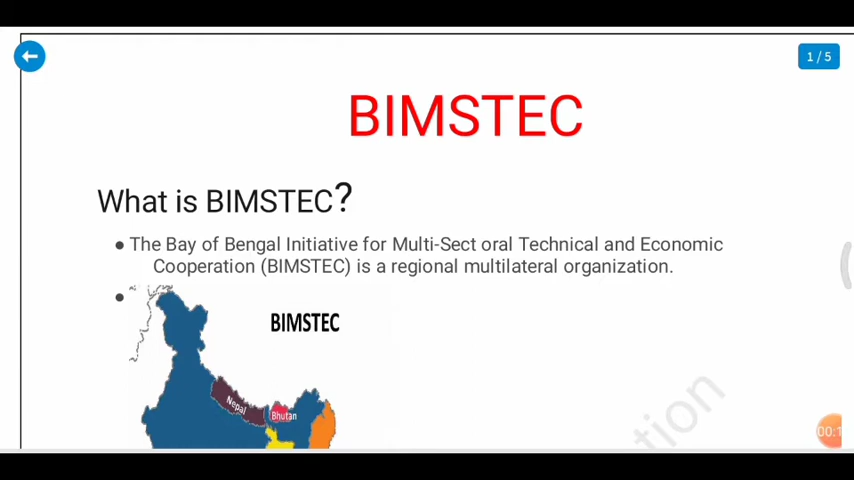 1 / 5
BIMSTEC
What is BIMSTEC?
● The Bay of Bengal Initiative for Multi-Sect oral Technical and Economic
Cooperation (BIMSTEC) is a regional multilateral organization.
●
BIMSTEC
Nepal
Bhutan